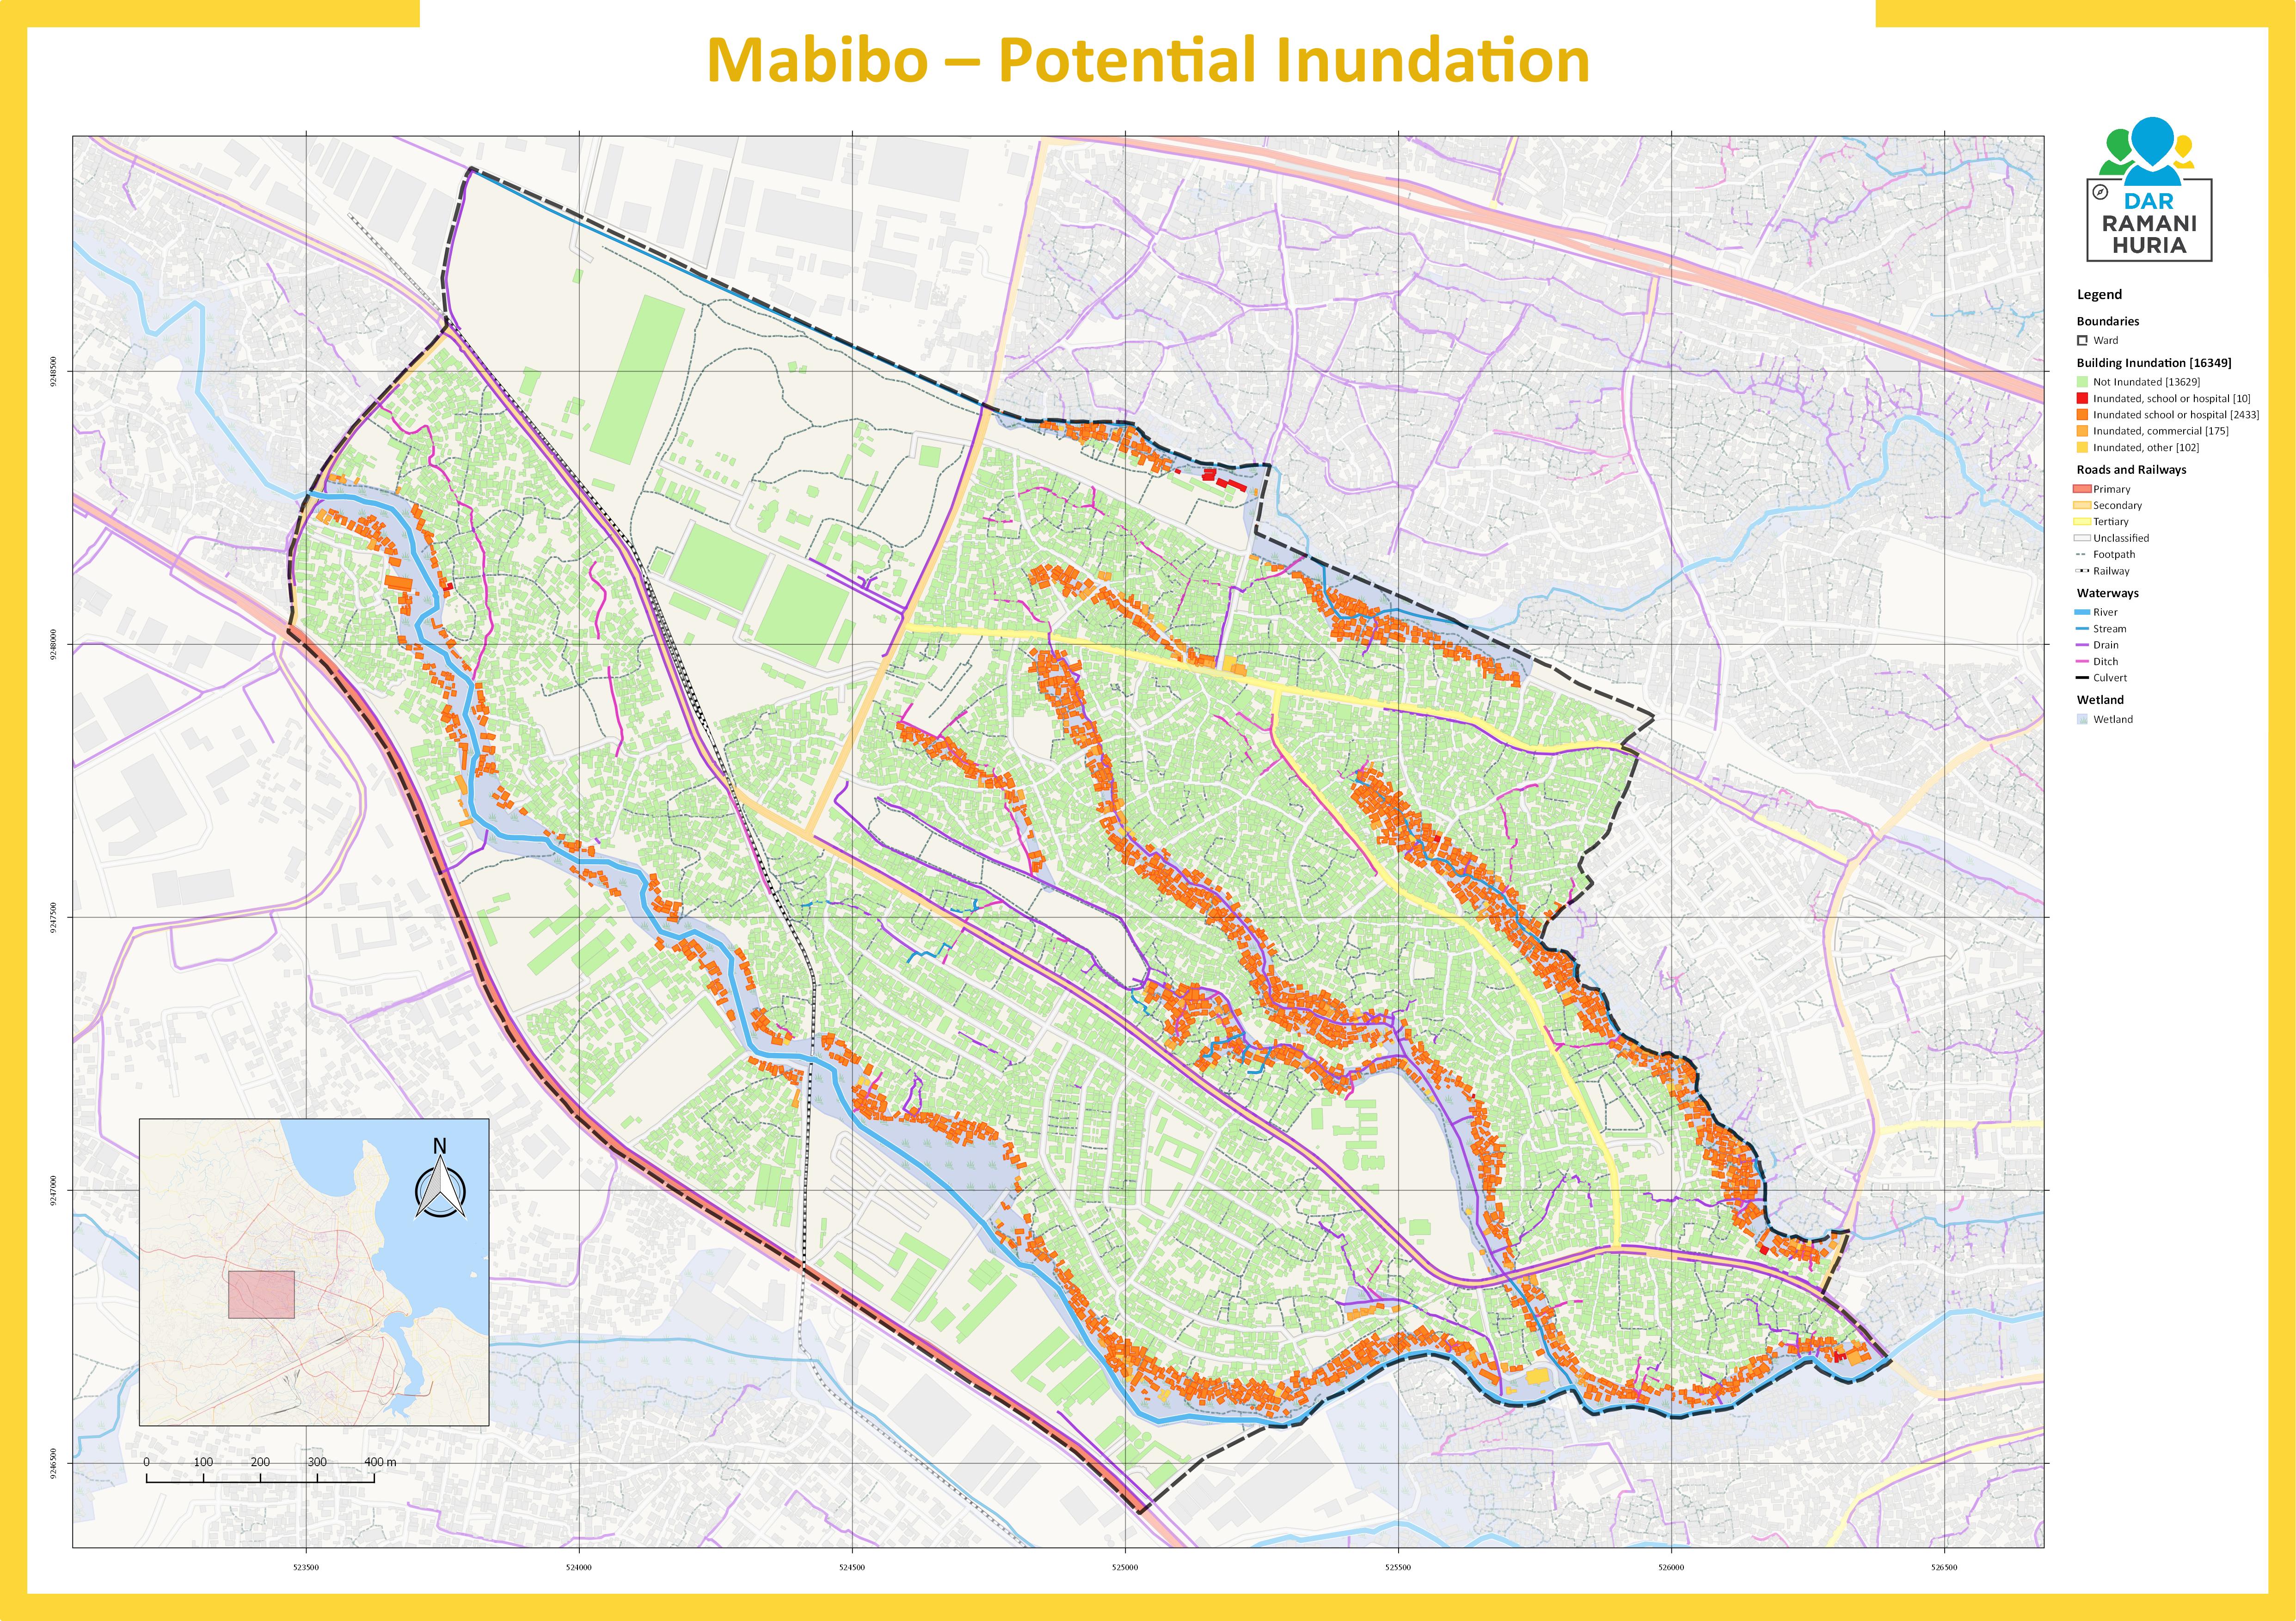 Mabibo – Potential Inundation
DAR
RAMANI
HURIA
Legend
Boundaries
Ward
Building Inundation [16349]
Not Inundated [13629]
Inundated, school or hospital [10]
Inundated school or hospital [2433]
Inundated, commercial [175]
Inundated, other [102]
Roads and Railways
Primary
Secondary
Tertiary
Unclassified
Footpath
Railway
Waterways
River
Stream
Drain
Ditch
Culvert
Wetland
Wetland
9248500
9248000
9247500
9247000
9246500
N
0 100 200 300 400 m
523500 524000 524500 525000 525500 526000 526500